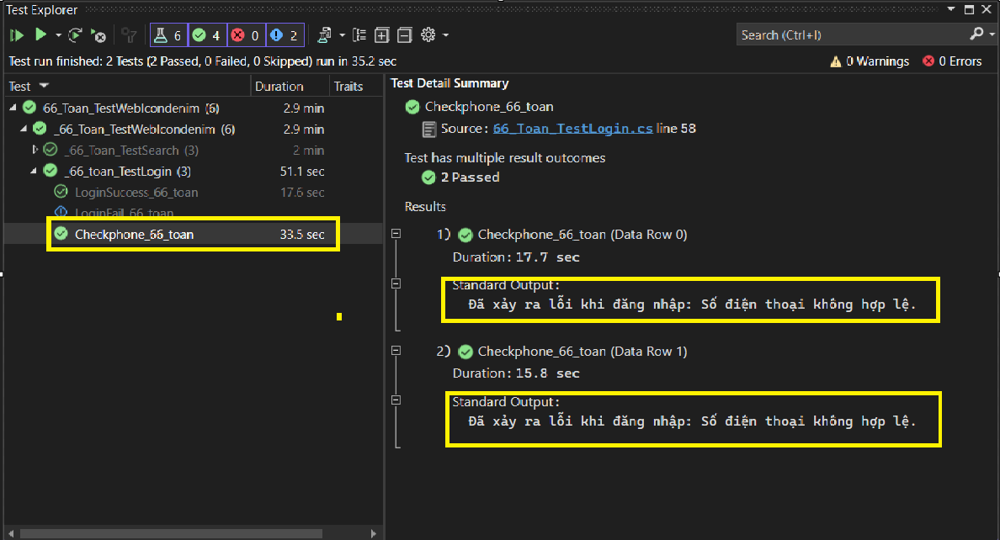 Test Explorer
6 4 0 2
Search (Ctrl+I)
Test run finished: 2 Tests (2 Passed, 0 Failed, 0 Skipped) run in 35.2 sec
0 Warnings 0 Errors
Test Duration Traits
66_Toan_TestWebIcondenim (6) 2.9 min
_66_Toan_TestWebIcondenim (6) 2.9 min
_66_Toan_TestSearch (3) 2 min
_66_toan_TestLogin (3) 51.1 sec
LoginSuccess_66_toan 17.6 sec
LoginFail_66_toan
Checkphone_66_toan 33.5 sec
Test Detail Summary
Checkphone_66_toan
Source: 66_Toan_TestLogin.cs line 58
Test has multiple result outcomes
2 Passed
Results
1) Checkphone_66_toan (Data Row 0)
Duration: 17.7 sec
Standard Output:
Đã xảy ra lỗi khi đăng nhập: Số điện thoại không hợp lệ.
2) Checkphone_66_toan (Data Row 1)
Duration: 15.8 sec
Standard Output:
Đã xảy ra lỗi khi đăng nhập: Số điện thoại không hợp lệ.